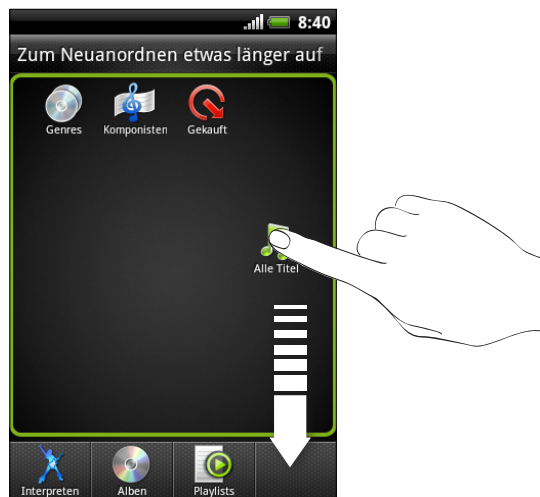 8:40
Zum Neuanordnen etwas länger auf
Genres Komponisten Gekauft
Alle Titel
Interpreten Alben Playlists